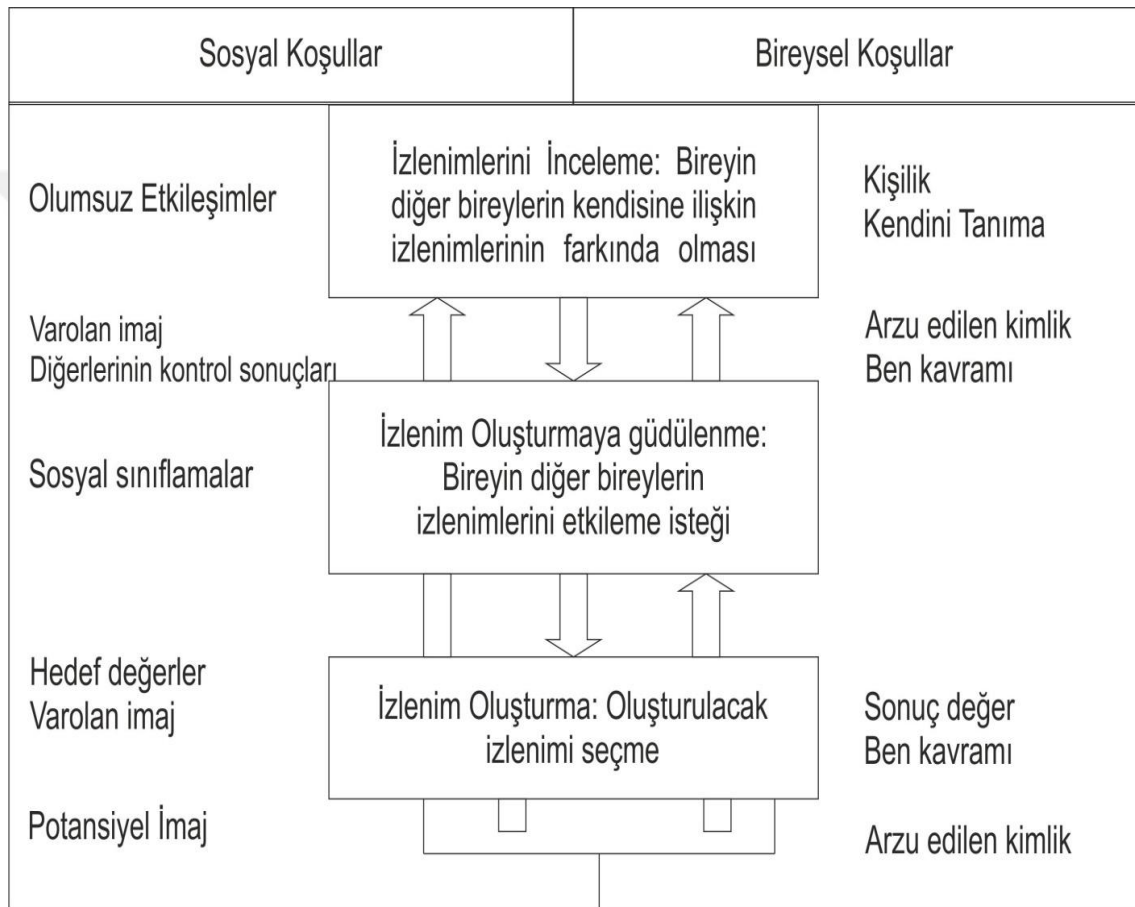 Sosyal Koşullar
Bireysel Koşullar
Olumsuz Etkileşimler
İzlenimlerini İnceleme: Bireyin
diğer bireylerin kendisine ilişkin
izlenimlerinin farkında olması
Kişilik
Kendini Tanıma
Varolan imaj
Diğerlerinin kontrol sonuçları
Arzu edilen kimlik
Ben kavramı
Sosyal sınıflamalar
İzlenim Oluşturmaya güdülenme:
Bireyin diğer bireylerin
izlenimlerini etkileme isteği
Hedef değerler
Varolan imaj
İzlenim Oluşturma: Oluşturulacak
izlenimi seçme
Sonuç değer
Ben kavramı
Potansiyel İmaj
Arzu edilen kimlik